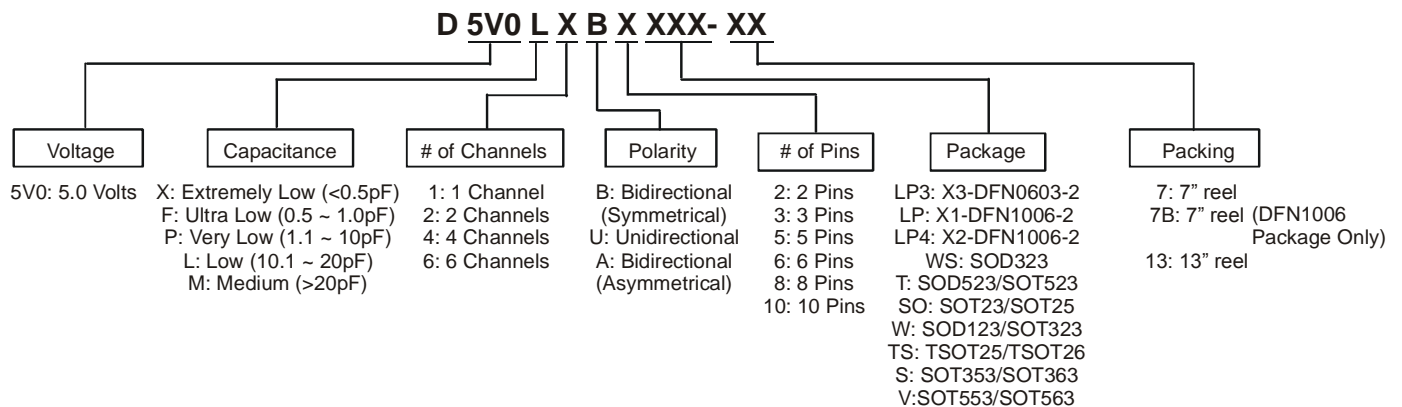 D 5V0 L X B X XXX- XX
Voltage
5V0: 5.0 Volts
Capacitance
X: Extremely Low (<0.5pF)
F: Ultra Low (0.5 ~ 1.0pF)
P: Very Low (1.1 ~ 10pF)
L: Low (10.1 ~ 20pF)
M: Medium (>20pF)
# of Channels
1: 1 Channel
2: 2 Channels
4: 4 Channels
6: 6 Channels
Polarity
B: Bidirectional
(Symmetrical)
U: Unidirectional
A: Bidirectional
(Asymmetrical)
# of Pins
2: 2 Pins
3: 3 Pins
5: 5 Pins
6: 6 Pins
8: 8 Pins
10: 10 Pins
Package
LP3: X3-DFN0603-2
LP: X1-DFN1006-2
LP4: X2-DFN1006-2
WS: SOD323
T: SOD523/SOT523
SO: SOT23/SOT25
W: SOD123/SOT323
TS: TSOT25/TSOT26
S: SOT353/SOT363
V:SOT553/SOT563
Packing
7: 7” reel
7B: 7” reel (DFN1006
Package Only)
13: 13” reel